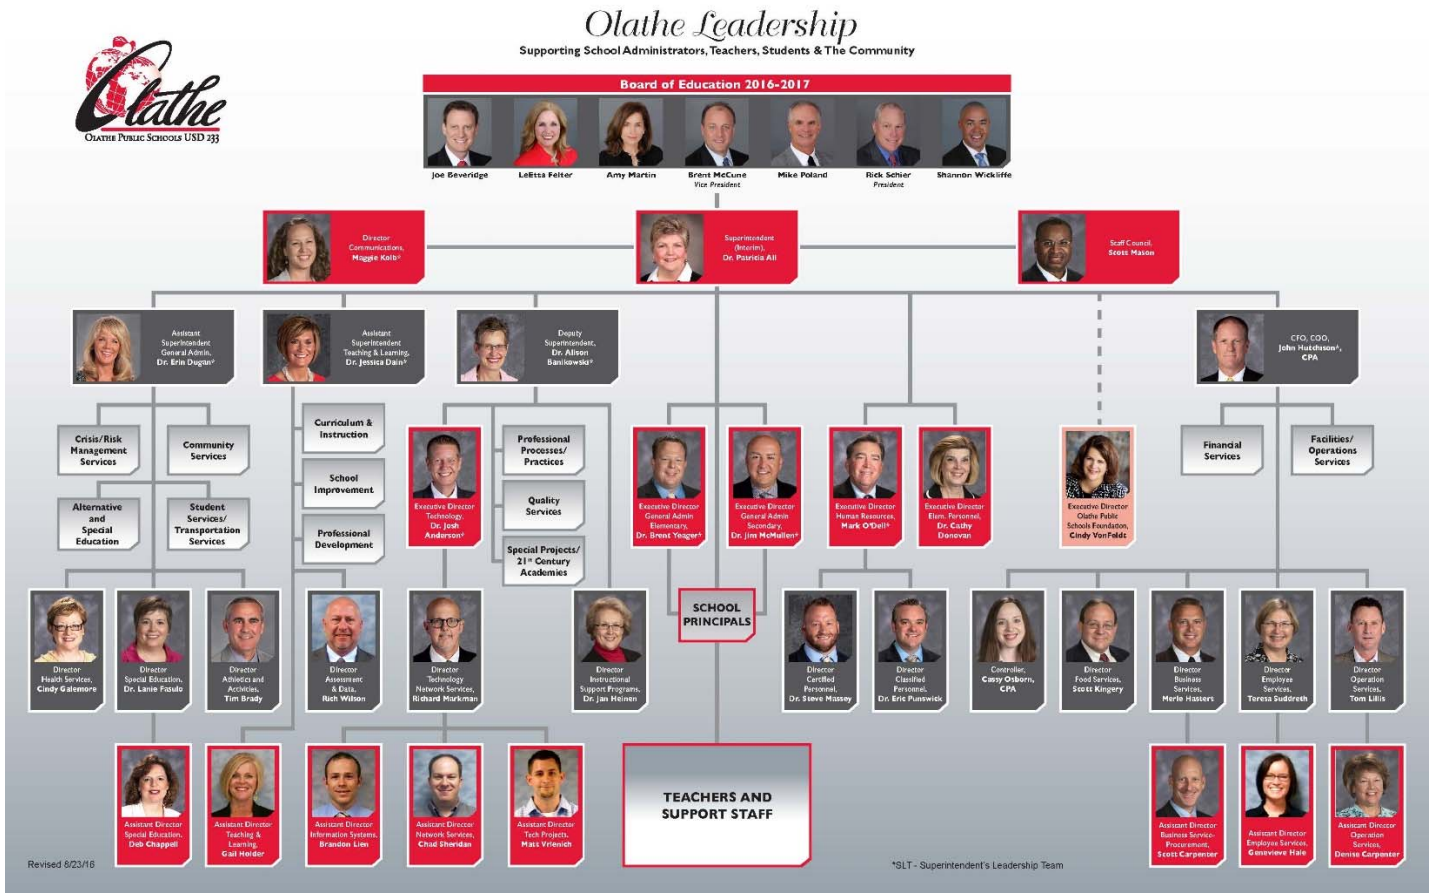 Olathe Leadership
Supporting School Administrators, Teachers, Students & The Community
Olathe
OLATHE PUBLIC SCHOOLS USD 233
Board of Education 2016-2017
Joe Beveridge
LeEtta Felter
Amy Martin
Brent McCune
Vice President
Mike Poland
Rick Schier
President
Shannon Wickliffe
Director
Communications,
Maggie Kolb*
Superintendent
(Interim),
Dr. Patricia All
Staff Council,
Scott Mason
Assistant
Superintendent
General Admin,
Dr. Erin Dugan*
Assistant
Superintendent
Teaching & Learning,
Dr. Jessica Dain*
Deputy
Superintendent,
Dr. Alison
Banikowski*
CFO, COO,
John Hutchison*,
CPA
Crisis/Risk
Management
Services
Community
Services
Alternative
and
Special
Education
Student
Services/
Transportation
Services
Curriculum &
Instruction
School
Improvement
Professional
Development
Executive Director
Technology,
Dr. Josh
Anderson*
Professional
Processes/
Practices
Quality
Services
Special Projects/
21st Century
Academies
Executive Director
General Admin
Elementary,
Dr. Brent Yeager*
Executive Director
General Admin
Secondary,
Dr. Jim McMullen*
Executive Director
Human Resources,
Mark O'Dell*
Executive Director
Elem. Personnel,
Dr. Cathy
Donovan
Executive Director
Olathe Public
Schools Foundation,
Cindy VonFeldt
Financial
Services
Facilities/
Operations
Services
Director
Health Services,
Cindy Galemore
Director
Special Education,
Dr. Lanie Fasulo
Director
Athletics and
Activities,
Tim Brady
Director
Assessment
& Data,
Rich Wilson
Director
Technology
Network Services,
Richard Markman
Director
Instructional
Support Programs,
Dr. Jan Heinen
SCHOOL
PRINCIPALS
Director
Certified
Personnel,
Dr. Steve Massey
Director
Classified
Personnel,
Dr. Eric Punswick
Controller,
Cassy Osborn,
CPA
Director
Food Services,
Scott Kingery
Director
Business
Services,
Merle Hasters
Director
Employee
Services,
Teresa Suddreth
Director
Operation
Services,
Tom Lillis
Assistant Director
Special Education,
Deb Chappell
Assistant Director
Teaching &
Learning,
Gail Holder
Assistant Director
Information Systems,
Brandon Lien
Assistant Director
Network Services,
Chad Sheridan
Assistant Director
Tech Projects,
Matt Vrienich
TEACHERS AND
SUPPORT STAFF
Assistant Director
Business Service-
Procurement,
Scott Carpenter
Assistant Director
Employee Services,
Genevieve Hale
Assistant Director
Operation
Services,
Denise Carpenter
Revised 8/23/16
*SLT - Superintendent's Leadership Team